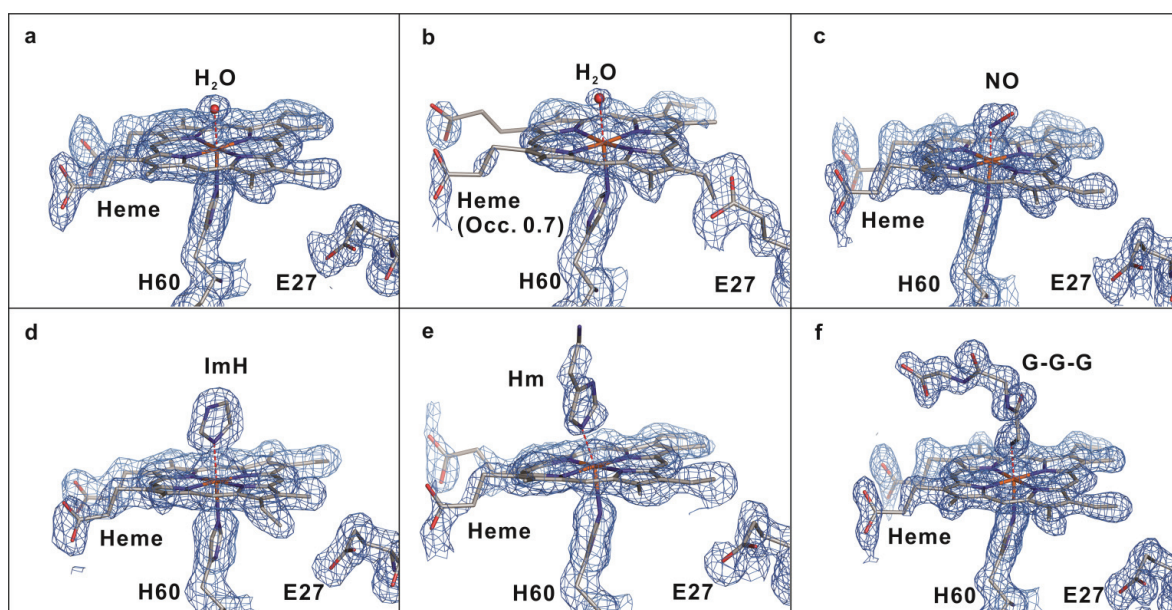 a
H₂O
Heme
H60
E27
b
H₂O
Heme
(Occ. 0.7)
H60
E27
c
NO
Heme
H60
E27
d
ImH
Heme
H60
E27
e
Hm
Heme
H60
E27
f
G-G-G
Heme
H60
E27